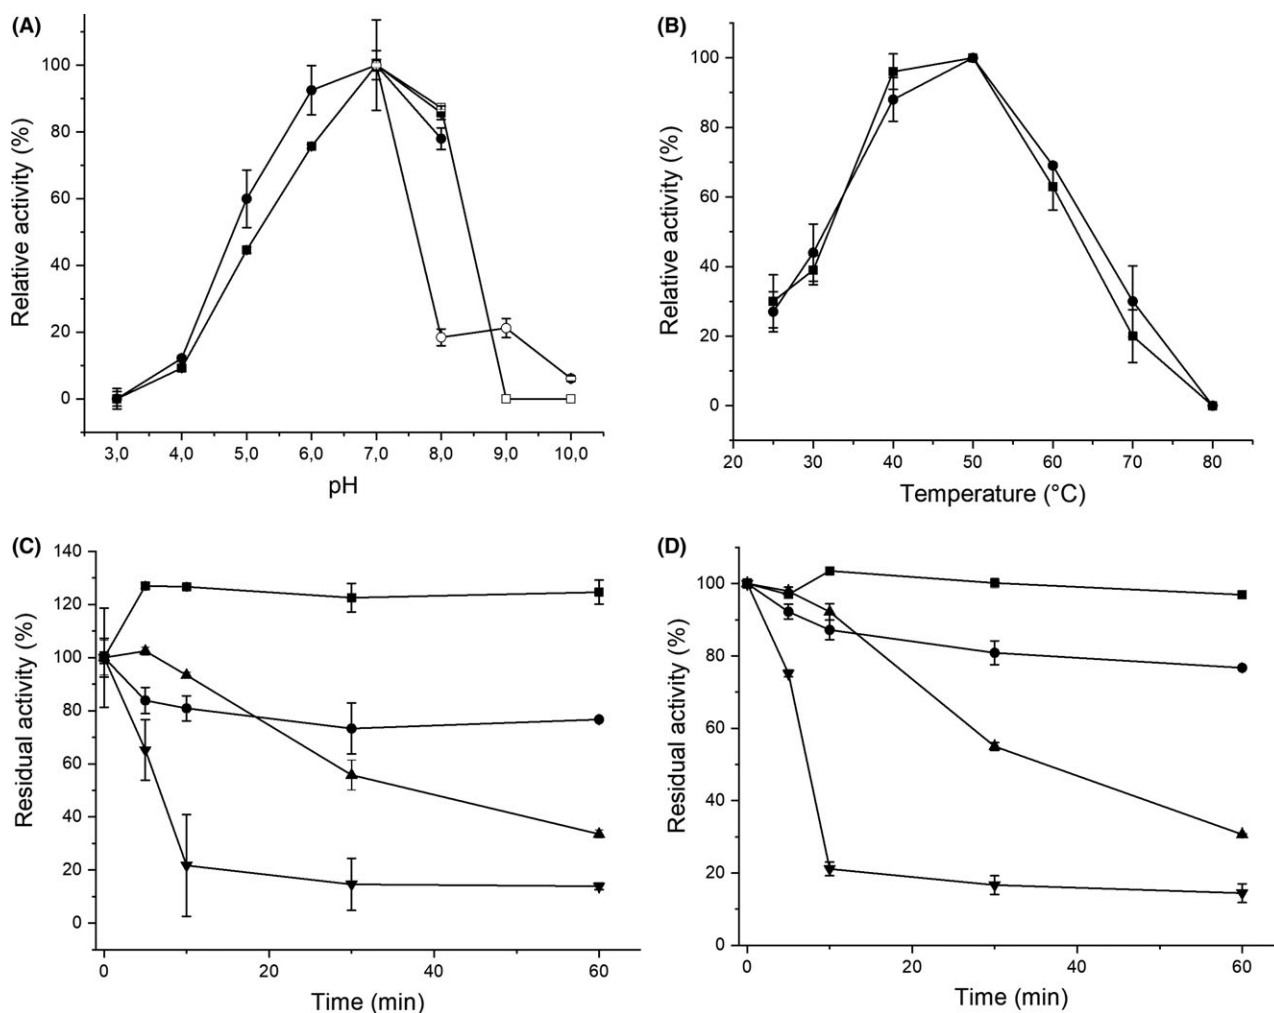 (A)
Relative activity (%)
100
80
60
40
20
0
3,0 4,0 5,0 6,0 7,0 8,0 9,0 10,0
pH
(B)
Relative activity (%)
100
80
60
40
20
0
20 30 40 50 60 70 80
Temperature (°C)
(C)
Residual activity (%)
140
120
100
80
60
40
20
0
0 20 40 60
Time (min)
(D)
Residual activity (%)
100
80
60
40
20
0
0 20 40 60
Time (min)